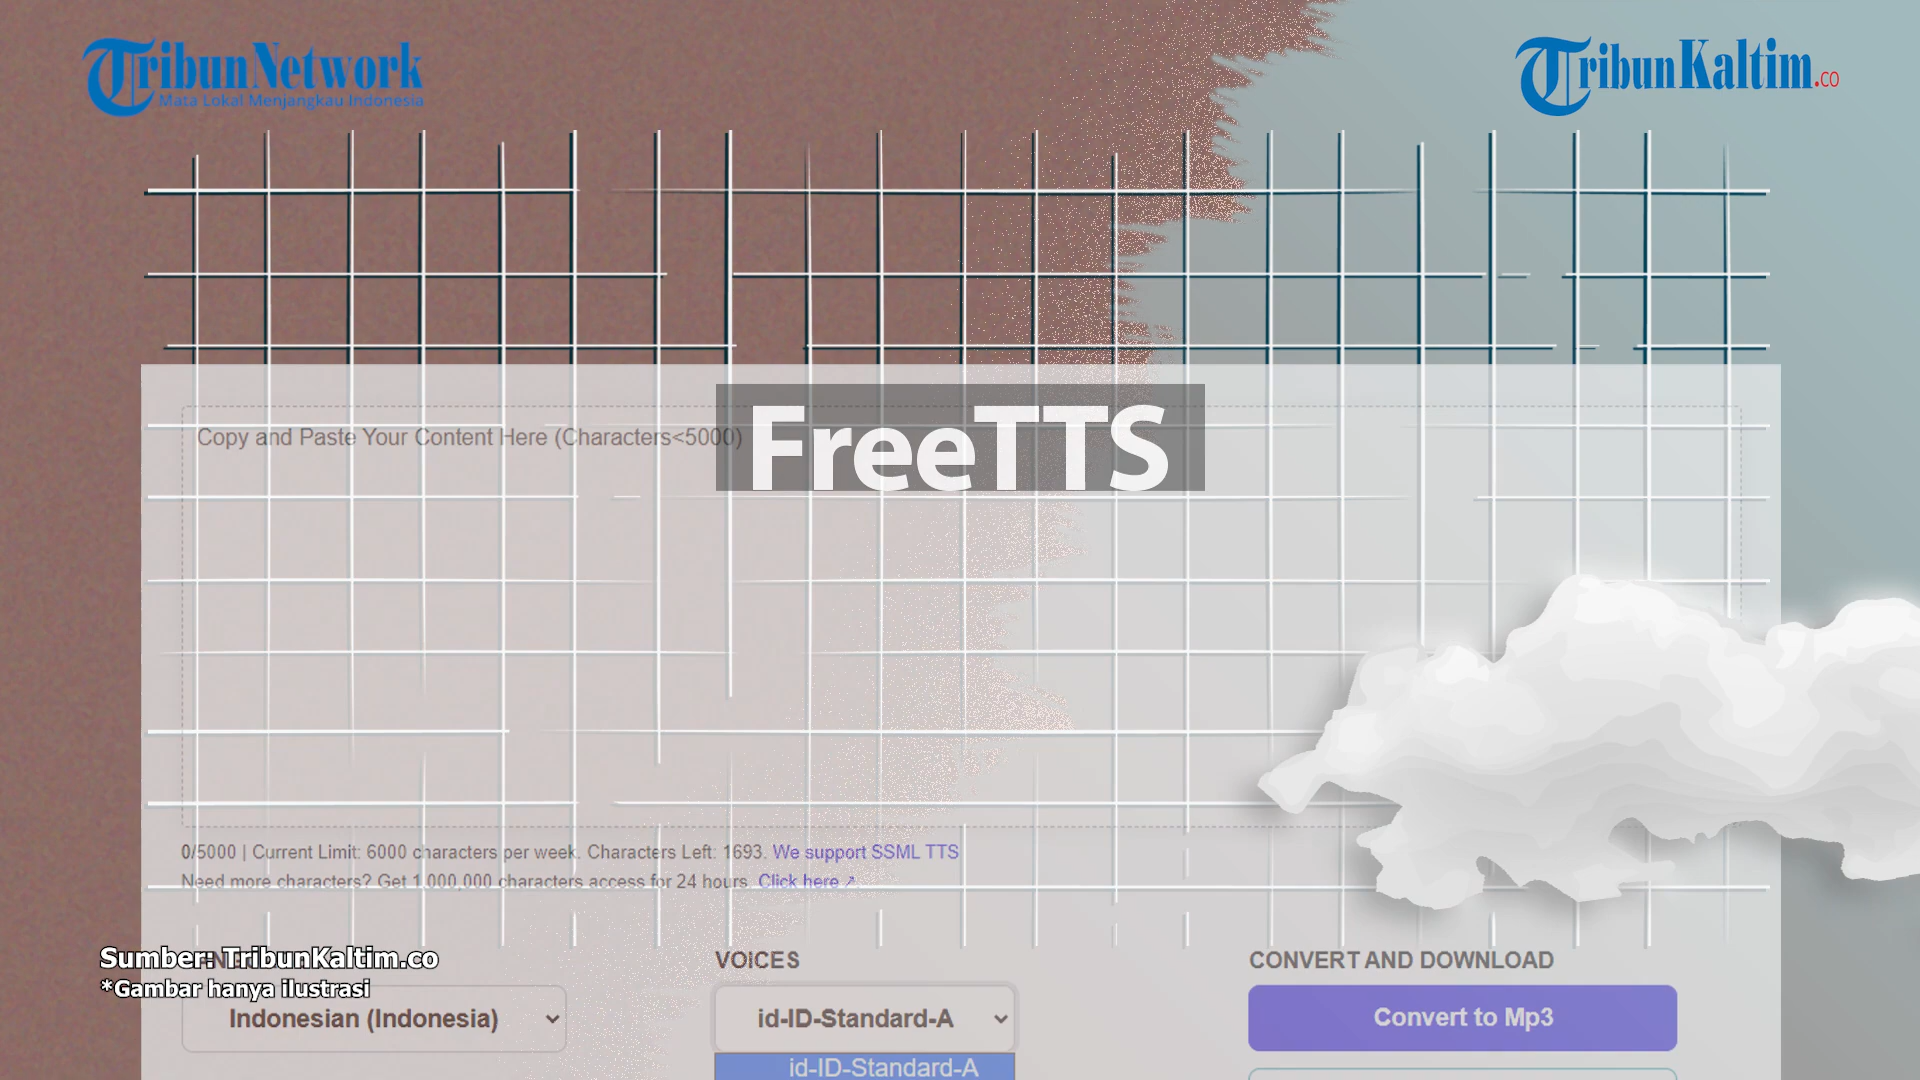 TribunNetwork
Mata Lokal Menjangkau Indonesia
TribunKaltim.co
FreeTTS
Copy and Paste Your Content Here (Characters<5000)
0/5000 | Current Limit: 6000 characters per week. Characters Left: 1693. We support SSML TTS
Need more characters? Get 1,000,000 characters access for 24 hours. Click here ↗
Sumber: TribunKaltim.co
*Gambar hanya ilustrasi
VOICES
CONVERT AND DOWNLOAD
Indonesian (Indonesia)
id-ID-Standard-A
Convert to Mp3
id-ID-Standard-A